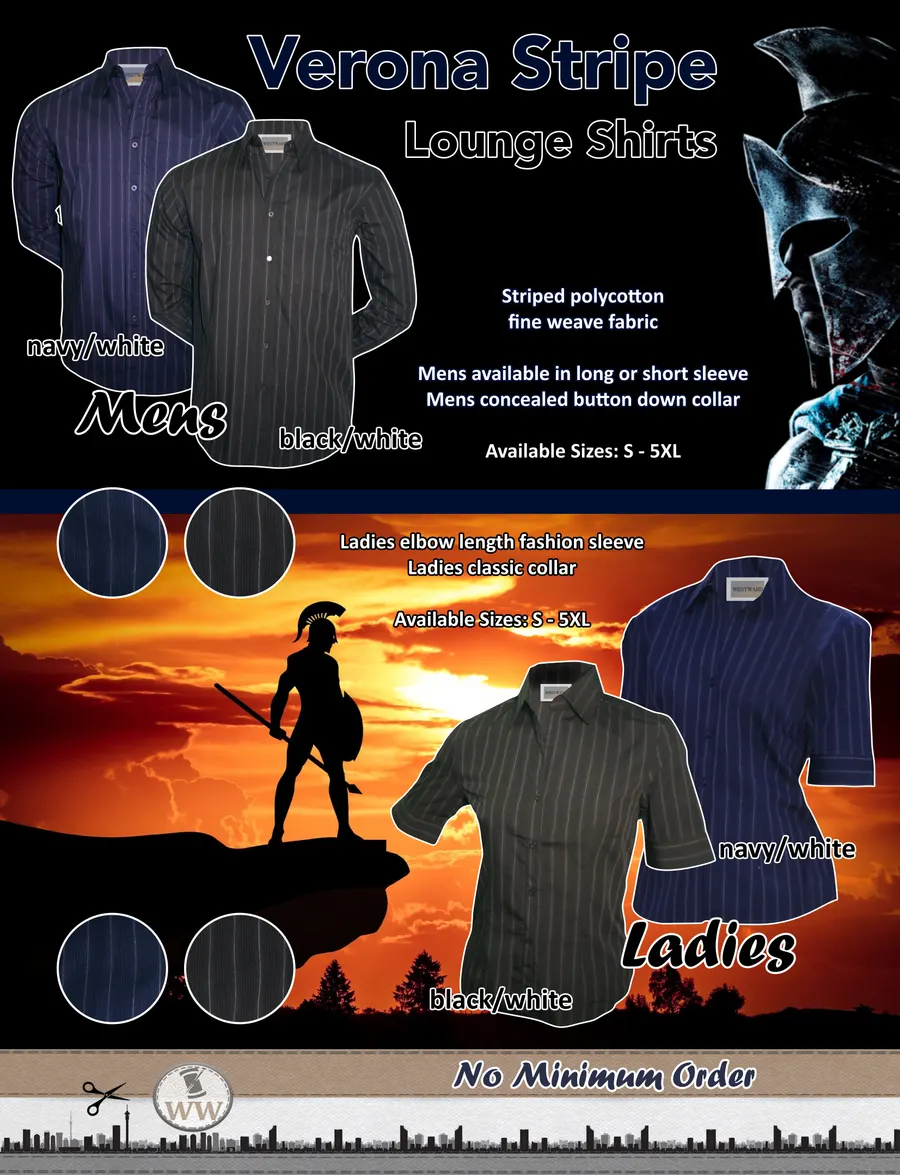 Verona Stripe
Lounge Shirts
Striped polycotton
fine weave fabric
Mens available in long or short sleeve
Mens concealed button down collar
Available Sizes: S - 5XL
navy/white
Mens
black/white
Ladies elbow length fashion sleeve
Ladies classic collar
Available Sizes: S - 5XL
navy/white
Ladies
black/white
No Minimum Order
WW